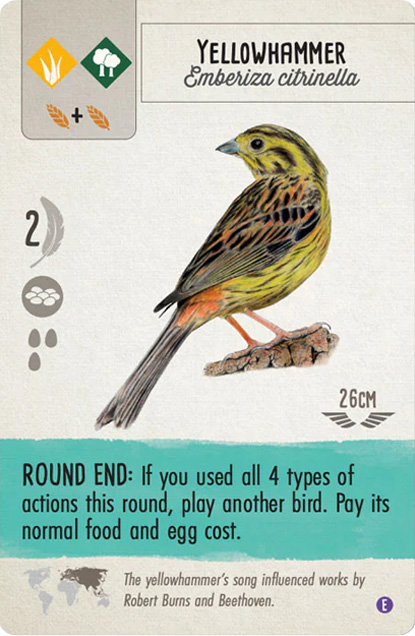 YELLOWHAMMER
Emberiza citrinella
+
2
26CM
ROUND END: If you used all 4 types of
actions this round, play another bird. Pay its
normal food and egg cost.
The yellowhammer's song influenced works by
Robert Burns and Beethoven.
E